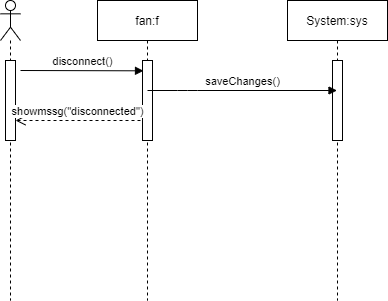 fan:f
System:sys
disconnect()
saveChanges()
showmssg("disconnected")